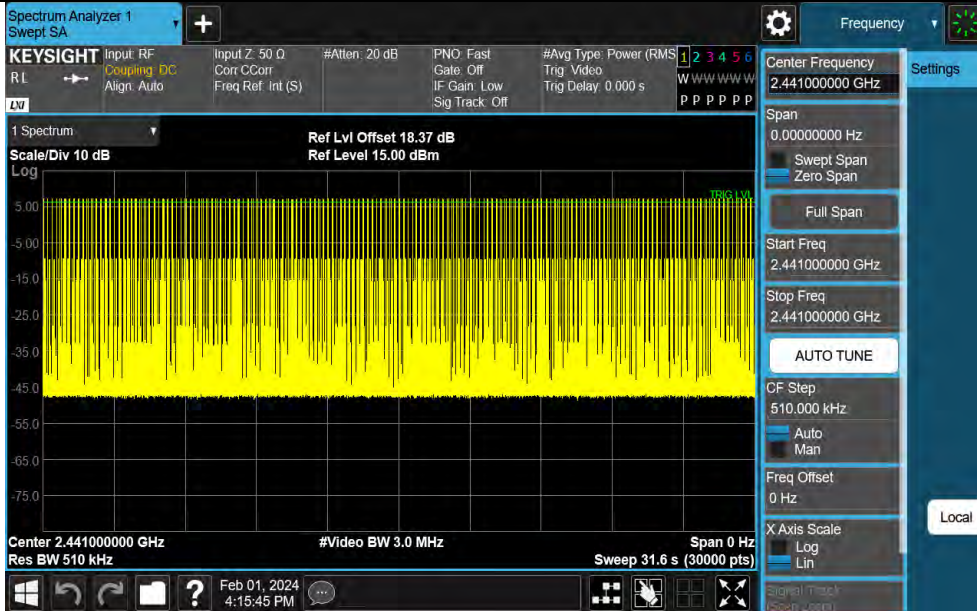 Spectrum Analyzer 1
Swept SA
Frequency
KEYSIGHT
RL
LXI
Input: RF
Coupling: DC
Align: Auto
Input Z: 50 Ω
Corr CCorr
Freq Ref: Int (S)
#Atten: 20 dB
PNO: Fast
Gate: Off
IF Gain: Low
Sig Track: Off
#Avg Type: Power (RMS
Trig: Video
Trig Delay: 0.000 s
1 2 3 4 5 6
W W W W W W
P P P P P P
Center Frequency
2.441000000 GHz
Settings
Span
0.00000000 Hz
Swept Span
Zero Span
Full Span
Start Freq
2.441000000 GHz
Stop Freq
2.441000000 GHz
AUTO TUNE
CF Step
510.000 kHz
Auto
Man
Freq Offset
0 Hz
X Axis Scale
Log
Lin
Signal Track
Local
1 Spectrum
Scale/Div 10 dB
Log
Ref Lvl Offset 18.37 dB
Ref Level 15.00 dBm
TRIG LVL
5.00
-5.00
-15.0
-25.0
-35.0
-45.0
-55.0
-65.0
-75.0
Center 2.441000000 GHz
#Video BW 3.0 MHz
Span 0 Hz
Res BW 510 kHz
Sweep 31.6 s (30000 pts)
?
Feb 01, 2024
4:15:45 PM